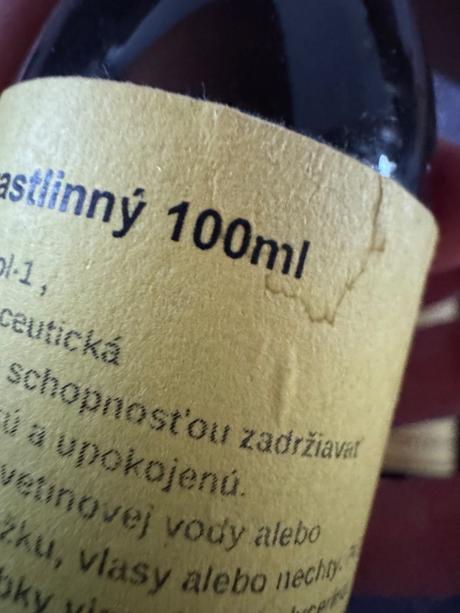 astlinný 100ml
ol-1,
ceutická
schopnosťou zadržiavať
ú a upokojenú.
vetinovej vody alebo
žku, vlasy alebo nechty.